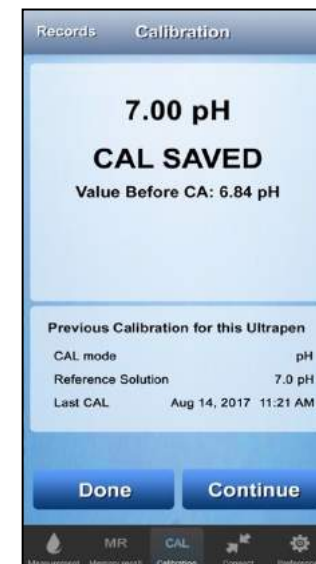 Records Calibration
7.00 pH
CAL SAVED
Value Before CA: 6.84 pH
Previous Calibration for this Ultrapen
CAL mode pH
Reference Solution 7.0 pH
Last CAL Aug 14, 2017 11:21 AM
Done Continue
MR CAL
Measurement Calibration Connect